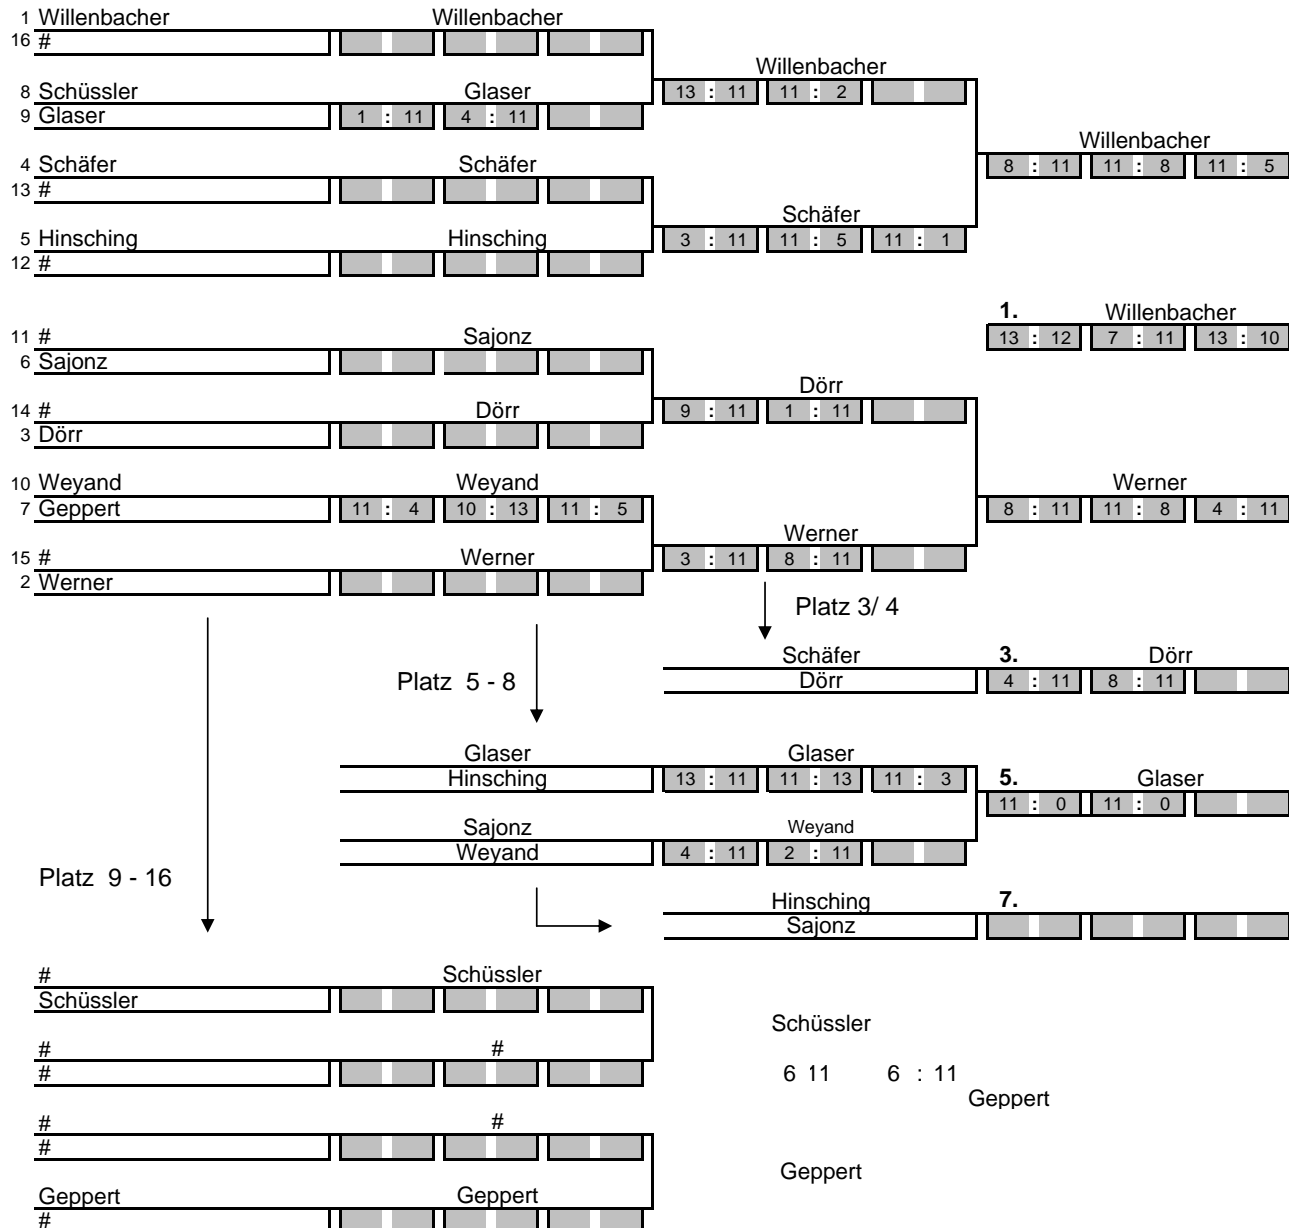 1 Willenbacher Willenbacher
16 #
Willenbacher
8 Schüssler Glaser 13 : 11 11 : 2
9 Glaser 1 : 11 4 : 11
Willenbacher
4 Schäfer Schäfer 8 : 11 11 : 8 11 : 5
13 #
Schäfer
5 Hinsching Hinsching 3 : 11 11 : 5 11 : 1
12 #
1. Willenbacher
11 # Sajonz 13 : 12 7 : 11 13 : 10
6 Sajonz
Dörr
14 # Dörr 9 : 11 1 : 11
3 Dörr
10 Weyand Weyand Werner
7 Geppert 11 : 4 10 : 13 11 : 5 8 : 11 11 : 8 4 : 11
Werner
15 # Werner 3 : 11 8 : 11
2 Werner
Platz 3/ 4
Schäfer 3. Dörr
Platz 5 - 8 Dörr 4 : 11 8 : 11
Glaser Glaser
Hinsching 13 : 11 11 : 13 11 : 3 5. Glaser
11 : 0 11 : 0
Sajonz Weyand
Weyand 4 : 11 2 : 11
Platz 9 - 16
Hinsching 7.
Sajonz
# Schüssler
Schüssler
Schüssler
# #
# 6 11 6 : 11
Geppert
# #
#
Geppert
Geppert Geppert
#